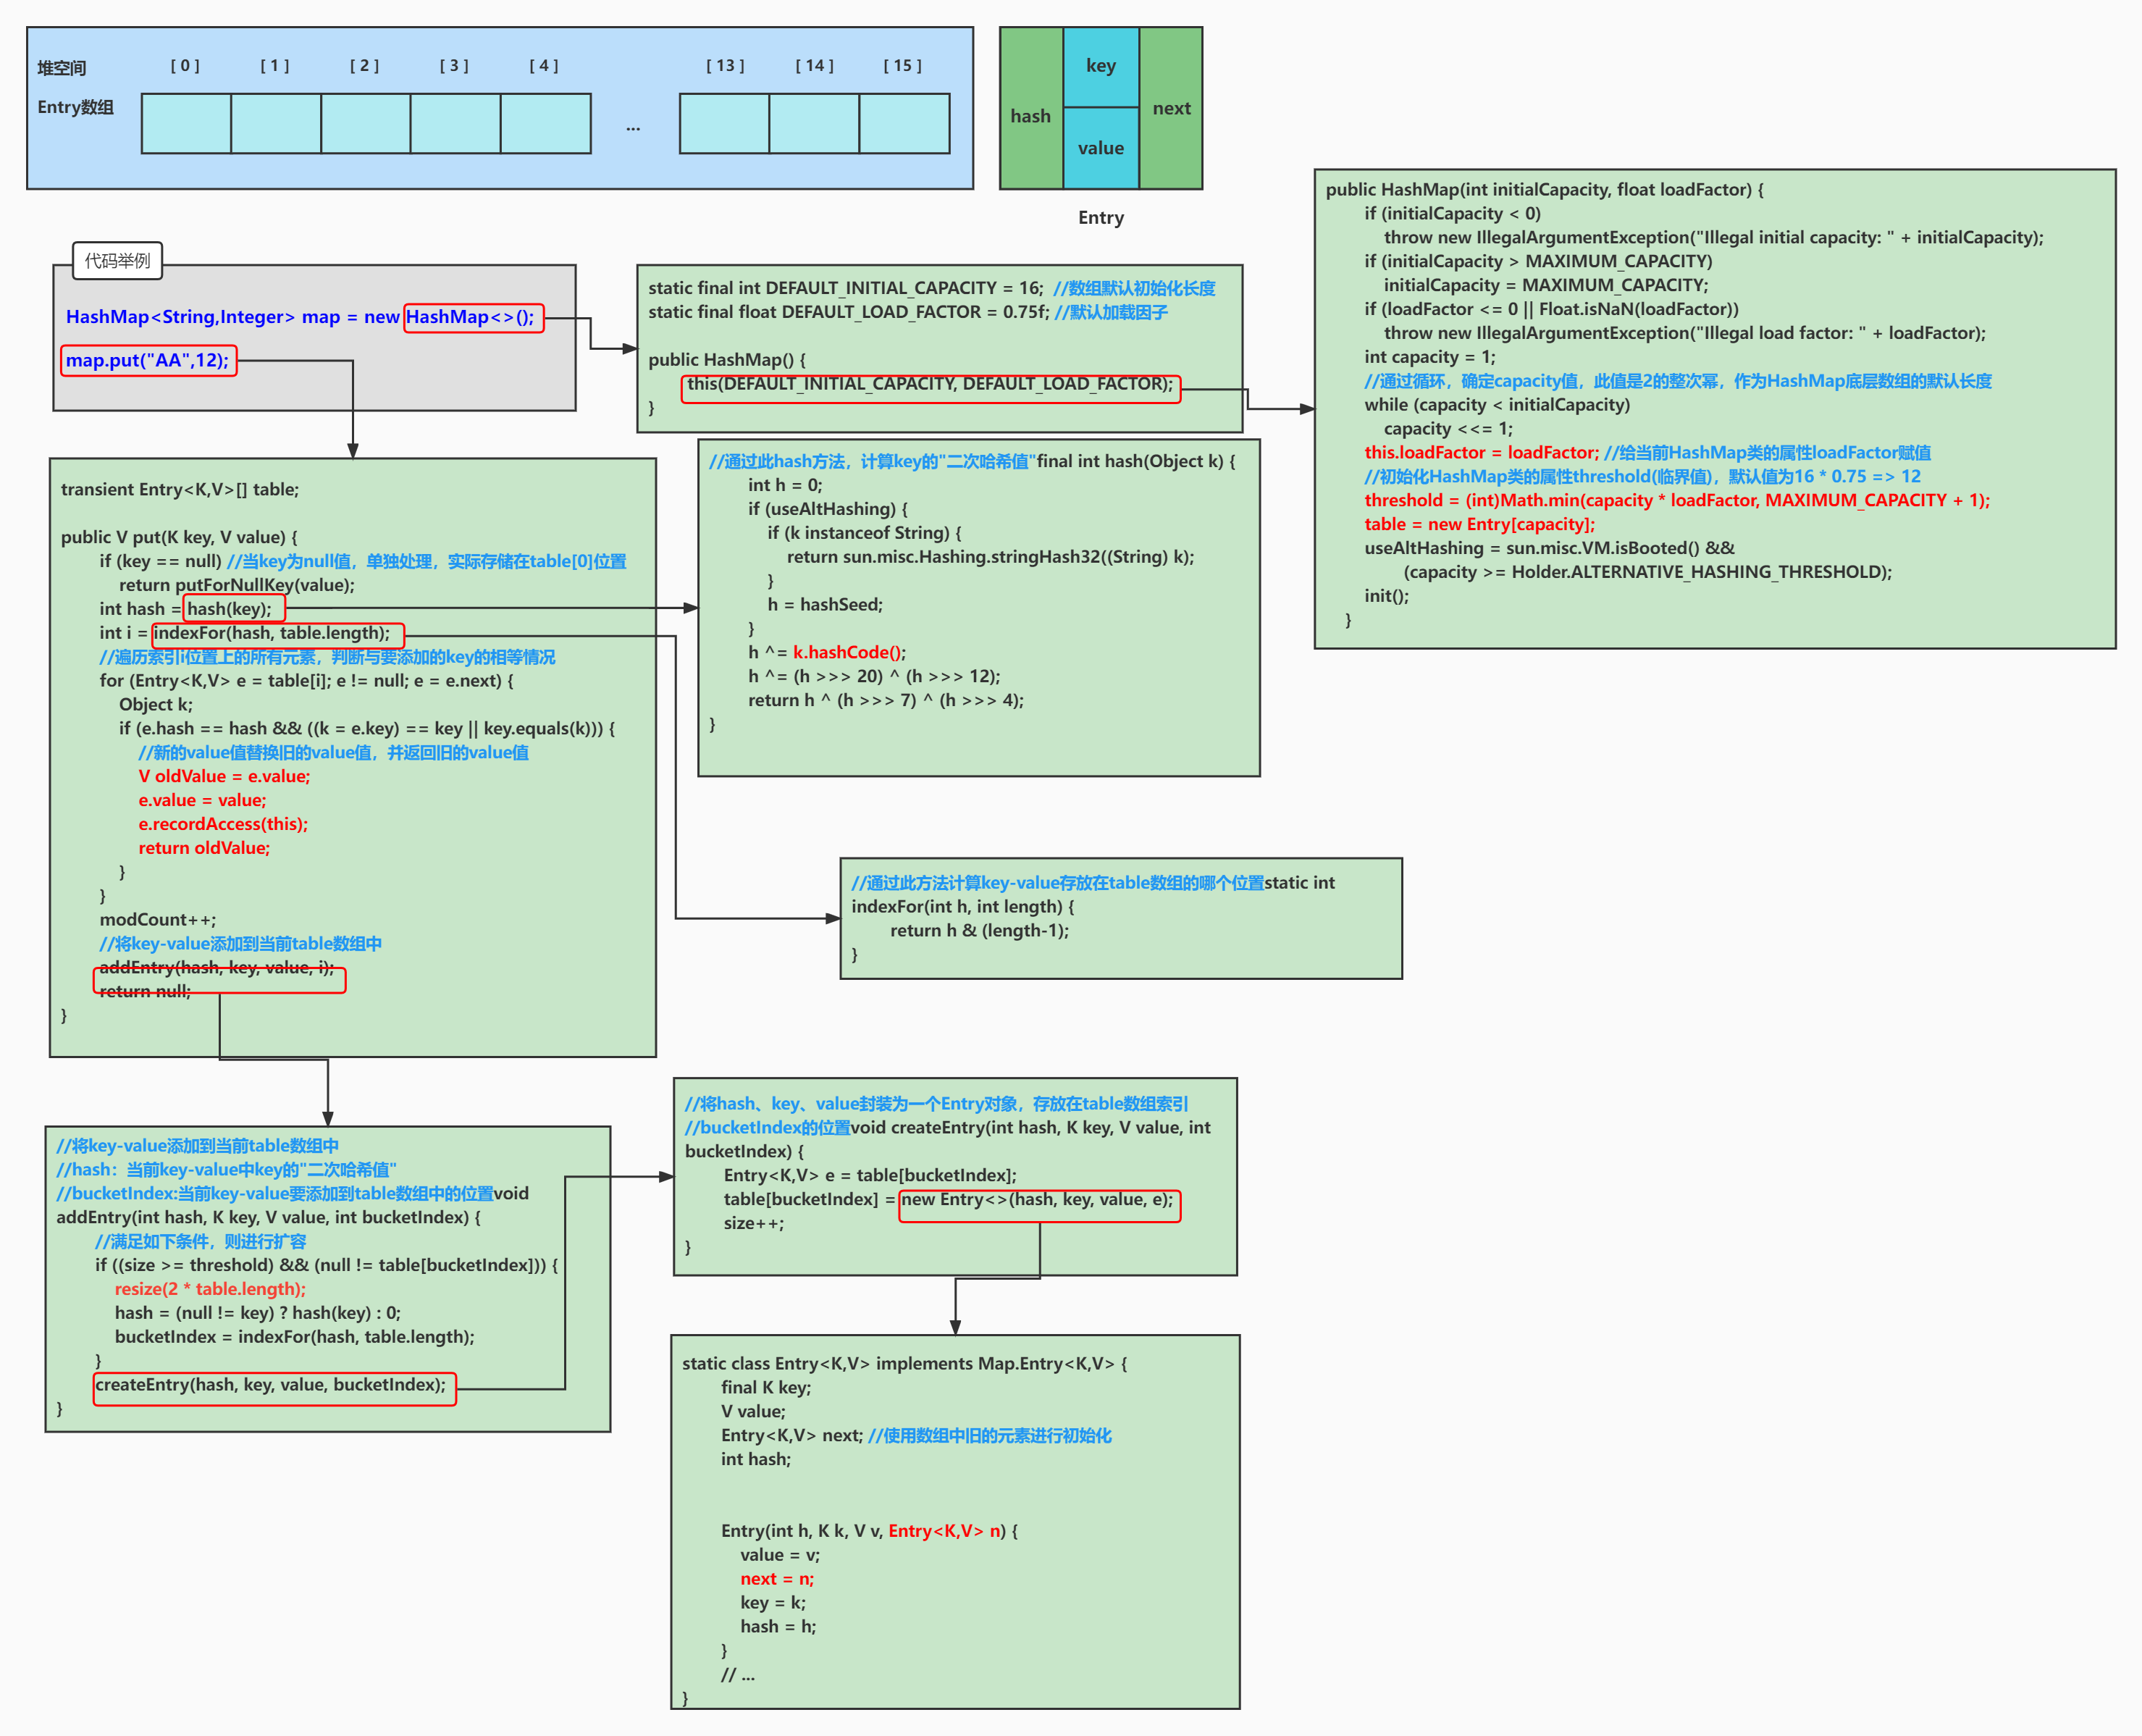 堆空间
[ 0 ] [ 1 ] [ 2 ] [ 3 ] [ 4 ] [ 13 ] [ 14 ] [ 15 ]
Entry数组
...
hash
key
value
next
Entry
代码举例
HashMap<String,Integer> map = new HashMap<>();
map.put("AA",12);
static final int DEFAULT_INITIAL_CAPACITY = 16; //数组默认初始化长度
static final float DEFAULT_LOAD_FACTOR = 0.75f; //默认加载因子
public HashMap() {
this(DEFAULT_INITIAL_CAPACITY, DEFAULT_LOAD_FACTOR);
}
public HashMap(int initialCapacity, float loadFactor) {
if (initialCapacity < 0)
throw new IllegalArgumentException("Illegal initial capacity: " + initialCapacity);
if (initialCapacity > MAXIMUM_CAPACITY)
initialCapacity = MAXIMUM_CAPACITY;
if (loadFactor <= 0 || Float.isNaN(loadFactor))
throw new IllegalArgumentException("Illegal load factor: " + loadFactor);
int capacity = 1;
//通过循环，确定capacity值，此值是2的整次幂，作为HashMap底层数组的默认长度
while (capacity < initialCapacity)
capacity <<= 1;
this.loadFactor = loadFactor; //给当前HashMap类的属性loadFactor赋值
//初始化HashMap类的属性threshold(临界值)，默认值为16 * 0.75 => 12
threshold = (int)Math.min(capacity * loadFactor, MAXIMUM_CAPACITY + 1);
table = new Entry[capacity];
useAltHashing = sun.misc.VM.isBooted() &&
(capacity >= Holder.ALTERNATIVE_HASHING_THRESHOLD);
init();
}
transient Entry<K,V>[] table;
public V put(K key, V value) {
if (key == null) //当key为null值，单独处理，实际存储在table[0]位置
return putForNullKey(value);
int hash = hash(key);
int i = indexFor(hash, table.length);
//遍历索引i位置上的所有元素，判断与要添加的key的相等情况
for (Entry<K,V> e = table[i]; e != null; e = e.next) {
Object k;
if (e.hash == hash && ((k = e.key) == key || key.equals(k))) {
//新的value值替换旧的value值，并返回旧的value值
V oldValue = e.value;
e.value = value;
e.recordAccess(this);
return oldValue;
}
}
modCount++;
//将key-value添加到当前table数组中
addEntry(hash, key, value, i);
return null;
}
//通过此hash方法，计算key的"二次哈希值"final int hash(Object k) {
int h = 0;
if (useAltHashing) {
if (k instanceof String) {
return sun.misc.Hashing.stringHash32((String) k);
}
h = hashSeed;
}
h ^= k.hashCode();
h ^= (h >>> 20) ^ (h >>> 12);
return h ^ (h >>> 7) ^ (h >>> 4);
}
//通过此方法计算key-value存放在table数组的哪个位置static int
indexFor(int h, int length) {
return h & (length-1);
}
//将key-value添加到当前table数组中
//hash：当前key-value中key的"二次哈希值"
//bucketIndex:当前key-value要添加到table数组中的位置void
addEntry(int hash, K key, V value, int bucketIndex) {
//满足如下条件，则进行扩容
if ((size >= threshold) && (null != table[bucketIndex])) {
resize(2 * table.length);
hash = (null != key) ? hash(key) : 0;
bucketIndex = indexFor(hash, table.length);
}
createEntry(hash, key, value, bucketIndex);
}
//将hash、key、value封装为一个Entry对象，存放在table数组索引
//bucketIndex的位置void createEntry(int hash, K key, V value, int
bucketIndex) {
Entry<K,V> e = table[bucketIndex];
table[bucketIndex] = new Entry<>(hash, key, value, e);
size++;
}
static class Entry<K,V> implements Map.Entry<K,V> {
final K key;
V value;
Entry<K,V> next; //使用数组中旧的元素进行初始化
int hash;
Entry(int h, K k, V v, Entry<K,V> n) {
value = v;
next = n;
key = k;
hash = h;
}
// ...
}